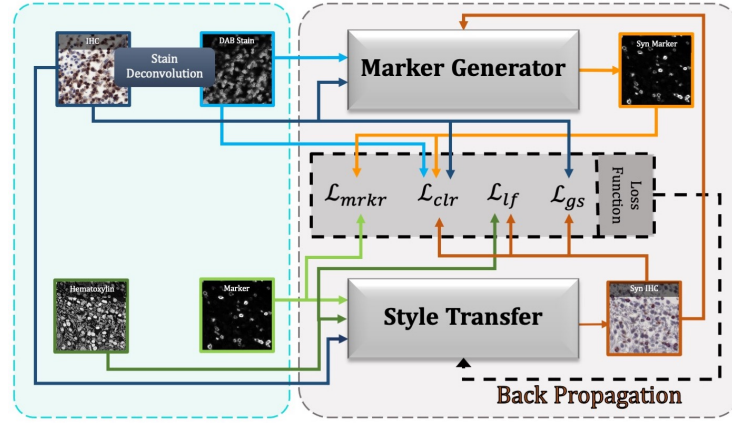 IHC
Stain
Deconvolution
DAB Stain
Marker Generator
Syn Marker
ℒmrkr
ℒclr
ℒlf
ℒgs
Loss
Function
Hematoxylin
Marker
Style Transfer
Syn IHC
Back Propagation